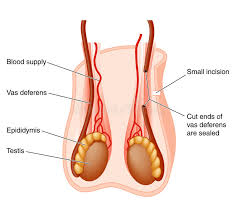 Blood supply
Vas deferens
Epididymis
Testis
Small incision
Cut ends of
vas deferens
are sealed